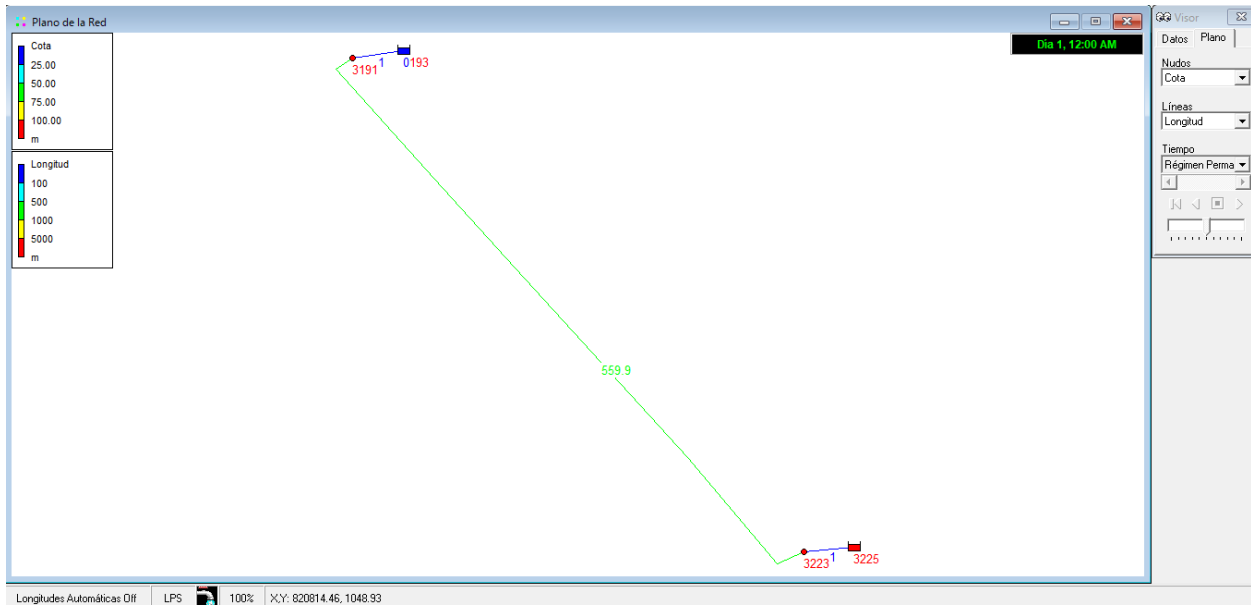 Plano de la Red
Cota
25.00
50.00
75.00
100.00
m
Longitud
100
500
1000
5000
m
3191 1 0193
Día 1, 12:00 AM
559.9
3223 1 3225
Visor
Datos Plano
Nudos
Cota
Líneas
Longitud
Tiempo
Régimen Perma
Longitudes Automáticas Off LPS 100% X,Y: 820814.46, 1048.93